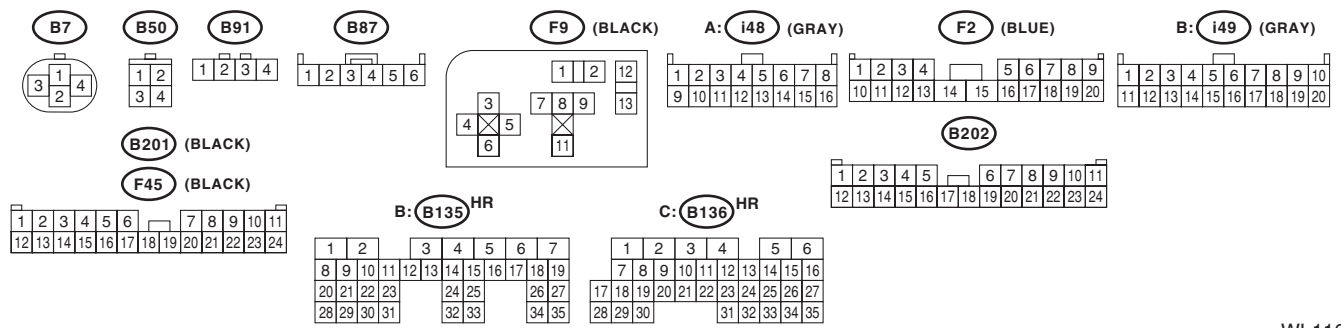 B7 B50 B91 B87 F9 (BLACK) A: i48 (GRAY) F2 (BLUE) B: i49 (GRAY)
1
3 4
2
1 2
3 4
1 2 3 4
1 2 3 4 5 6
1 2 12
3 7 8 9 13
4 5
6 11
1 2 3 4 5 6 7 8
9 10 11 12 13 14 15 16
1 2 3 4 5 6 7 8 9
10 11 12 13 14 15 16 17 18 19 20
1 2 3 4 5 6 7 8 9 10
11 12 13 14 15 16 17 18 19 20
B201 (BLACK)
F45 (BLACK)
1 2 3 4 5 6 7 8 9 10 11
12 13 14 15 16 17 18 19 20 21 22 23 24
B: B135 HR
1 2 3 4 5 6 7
8 9 10 11 12 13 14 15 16 17 18 19
20 21 22 23 24 25 26 27
28 29 30 31 32 33 34 35
C: B136 HR
1 2 3 4 5 6
7 8 9 10 11 12 13 14 15 16
17 18 19 20 21 22 23 24 25 26 27
28 29 30 31 32 33 34 35
B202
1 2 3 4 5 6 7 8 9 10 11
12 13 14 15 16 17 18 19 20 21 22 23 24